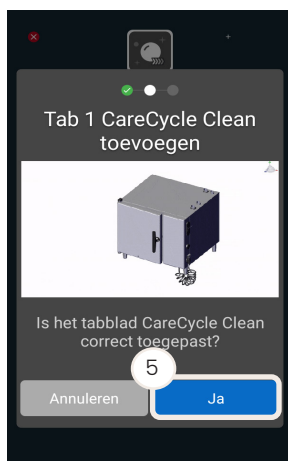 Tab 1 CareCycle Clean
toevoegen
Is het tabblad CareCycle Clean
correct toegepast?
5
Annuleren
Ja